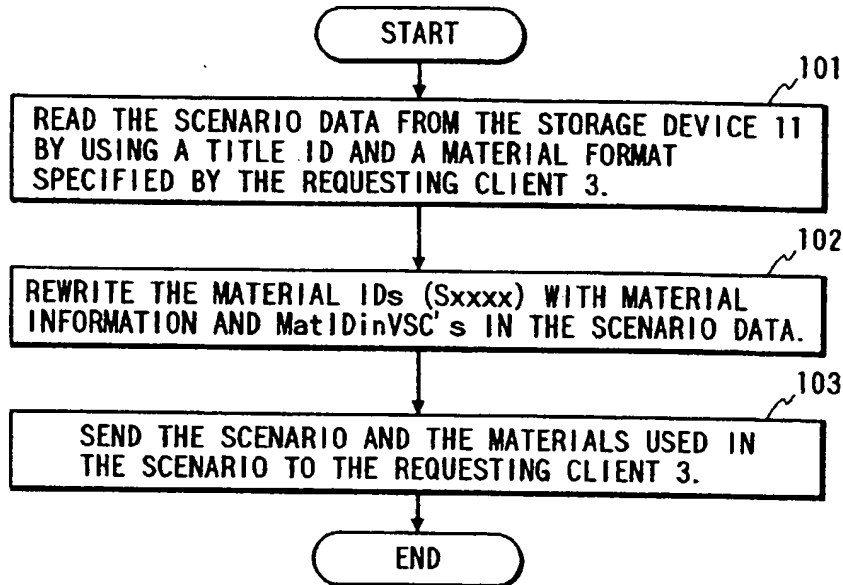 START
101
READ THE SCENARIO DATA FROM THE STORAGE DEVICE 11
BY USING A TITLE ID AND A MATERIAL FORMAT
SPECIFIED BY THE REQUESTING CLIENT 3.
102
REWRITE THE MATERIAL IDs (Sxxxx) WITH MATERIAL
INFORMATION AND MatIDinVSC's IN THE SCENARIO DATA.
103
SEND THE SCENARIO AND THE MATERIALS USED IN
THE SCENARIO TO THE REQUESTING CLIENT 3.
END